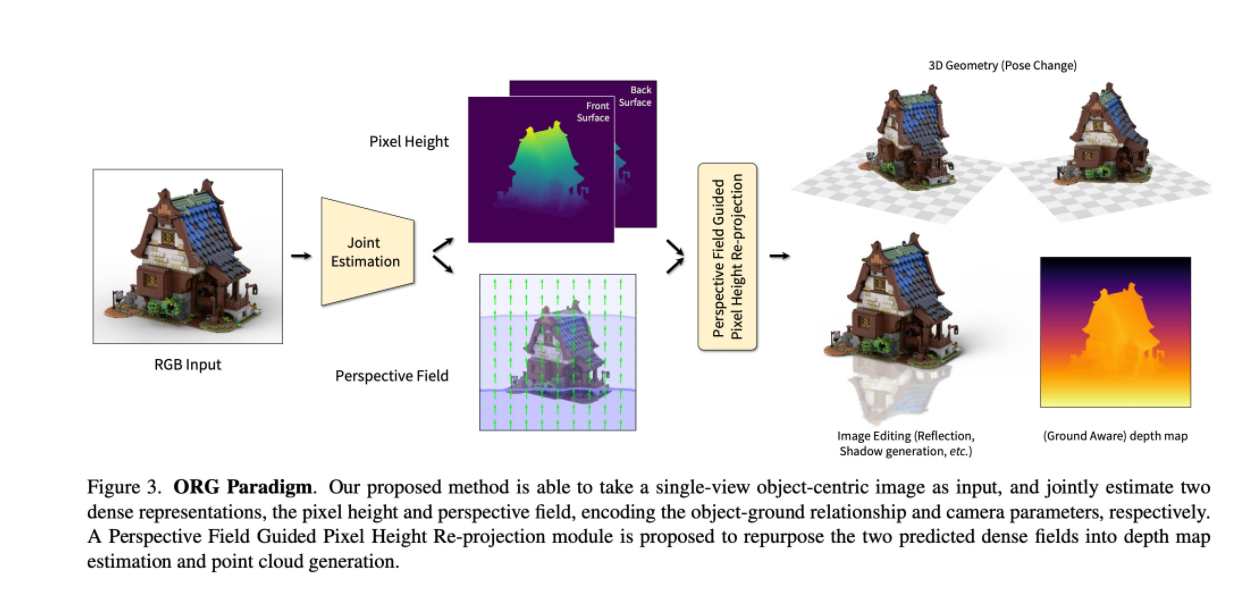 3D Geometry (Pose Change)
Back
Surface
Front
Surface
Pixel Height
Joint
Estimation
Perspective Field Guided
Pixel Height Re-projection
RGB Input
Perspective Field
Image Editing (Reflection,
Shadow generation, etc.)
(Ground Aware) depth map
Figure 3. ORG Paradigm. Our proposed method is able to take a single-view object-centric image as input, and jointly estimate two
dense representations, the pixel height and perspective field, encoding the object-ground relationship and camera parameters, respectively.
A Perspective Field Guided Pixel Height Re-projection module is proposed to repurpose the two predicted dense fields into depth map
estimation and point cloud generation.